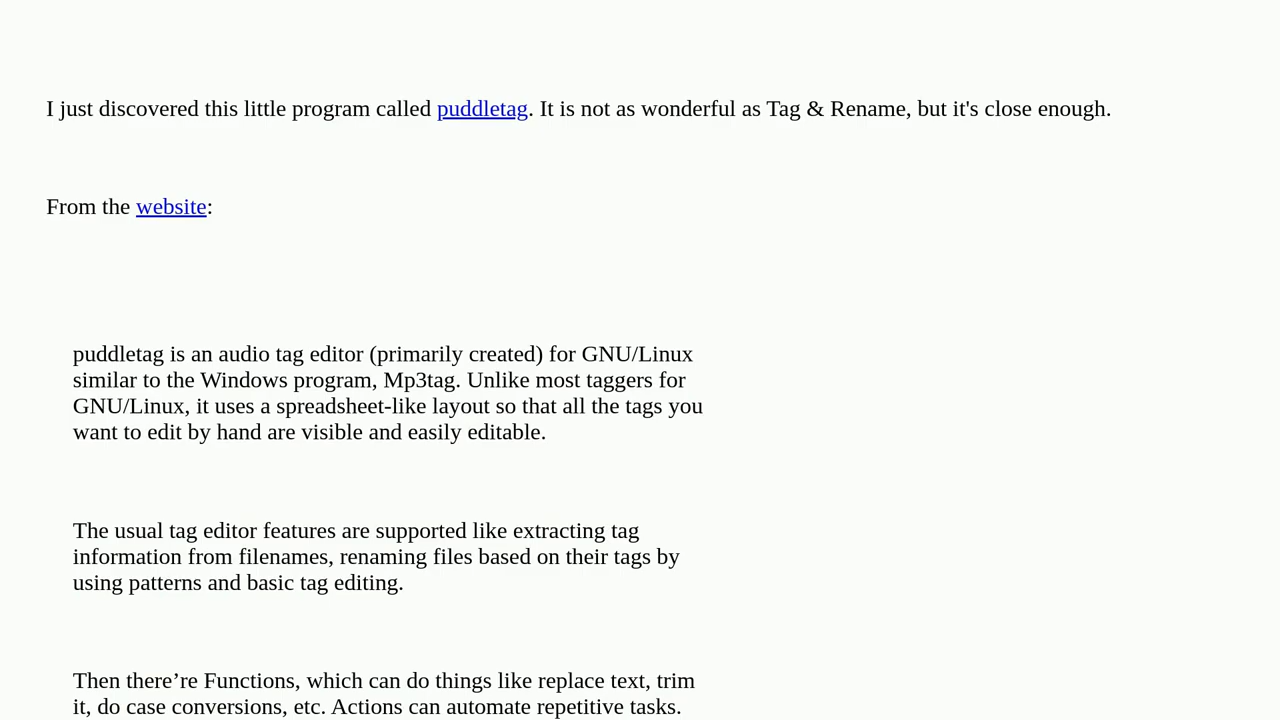 I just discovered this little program called puddletag. It is not as wonderful as Tag & Rename, but it's close enough.
From the website:
puddletag is an audio tag editor (primarily created) for GNU/Linux
similar to the Windows program, Mp3tag. Unlike most taggers for
GNU/Linux, it uses a spreadsheet-like layout so that all the tags you
want to edit by hand are visible and easily editable.
The usual tag editor features are supported like extracting tag
information from filenames, renaming files based on their tags by
using patterns and basic tag editing.
Then there’re Functions, which can do things like replace text, trim
it, do case conversions, etc. Actions can automate repetitive tasks.